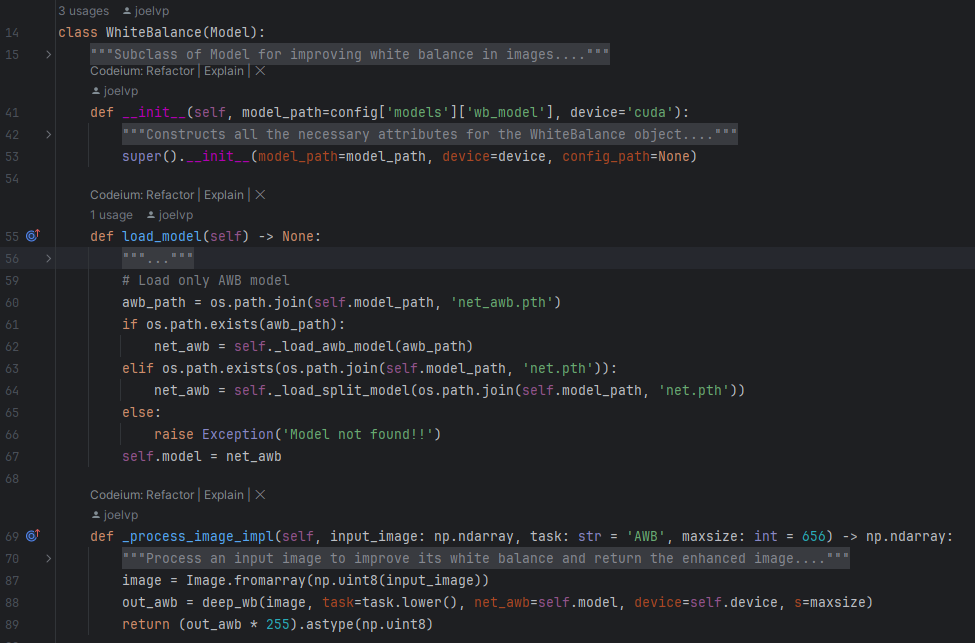 3 usages joelvp
14 class WhiteBalance(Model):
15 """Subclass of Model for improving white balance in images...."""
Codeium: Refactor | Explain | ×
joelvp
41 def __init__(self, model_path=config['models']['wb_model'], device='cuda'):
42 """Constructs all the necessary attributes for the WhiteBalance object...."""
53 super().__init__(model_path=model_path, device=device, config_path=None)
54
Codeium: Refactor | Explain | ×
1 usage joelvp
55 def load_model(self) -> None:
56 """..."""
59 # Load only AWB model
60 awb_path = os.path.join(self.model_path, 'net_awb.pth')
61 if os.path.exists(awb_path):
62 net_awb = self._load_awb_model(awb_path)
63 elif os.path.exists(os.path.join(self.model_path, 'net.pth')):
64 net_awb = self._load_split_model(os.path.join(self.model_path, 'net.pth'))
65 else:
66 raise Exception('Model not found!!')
67 self.model = net_awb
68
Codeium: Refactor | Explain | ×
joelvp
69 def _process_image_impl(self, input_image: np.ndarray, task: str = 'AWB', maxsize: int = 656) -> np.ndarray:
70 """Process an input image to improve its white balance and return the enhanced image...."""
87 image = Image.fromarray(np.uint8(input_image))
88 out_awb = deep_wb(image, task=task.lower(), net_awb=self.model, device=self.device, s=maxsize)
89 return (out_awb * 255).astype(np.uint8)